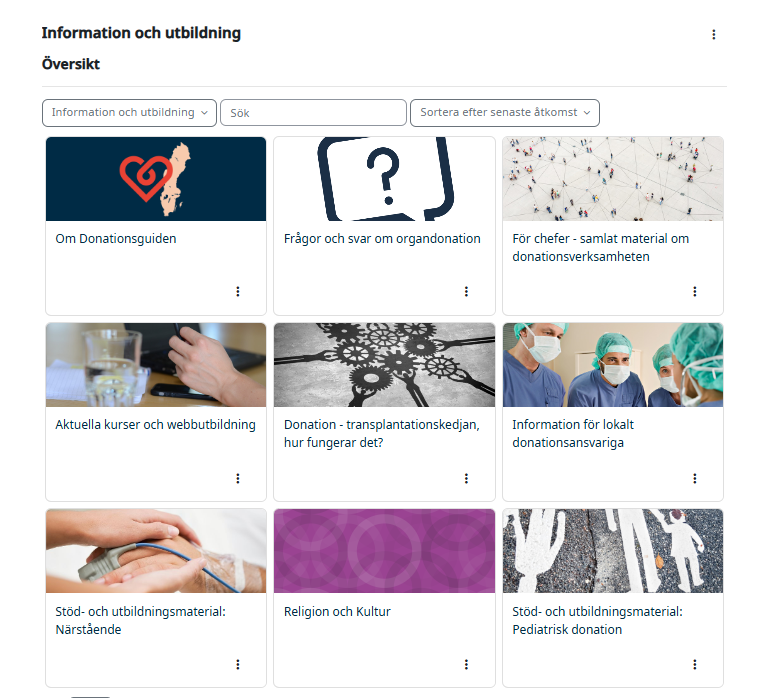 Information och utbildning
Översikt
Information och utbildning
Sök
Sortera efter senaste åtkomst
Om Donationsguiden
Frågor och svar om organdonation
För chefer - samlat material om
donationsverksamheten
Aktuella kurser och webbutbildning
Donation - transplantationskedjan,
hur fungerar det?
Information för lokalt
donationsansvariga
Stöd- och utbildningsmaterial:
Närstående
Religion och Kultur
Stöd- och utbildningsmaterial:
Pediatrisk donation